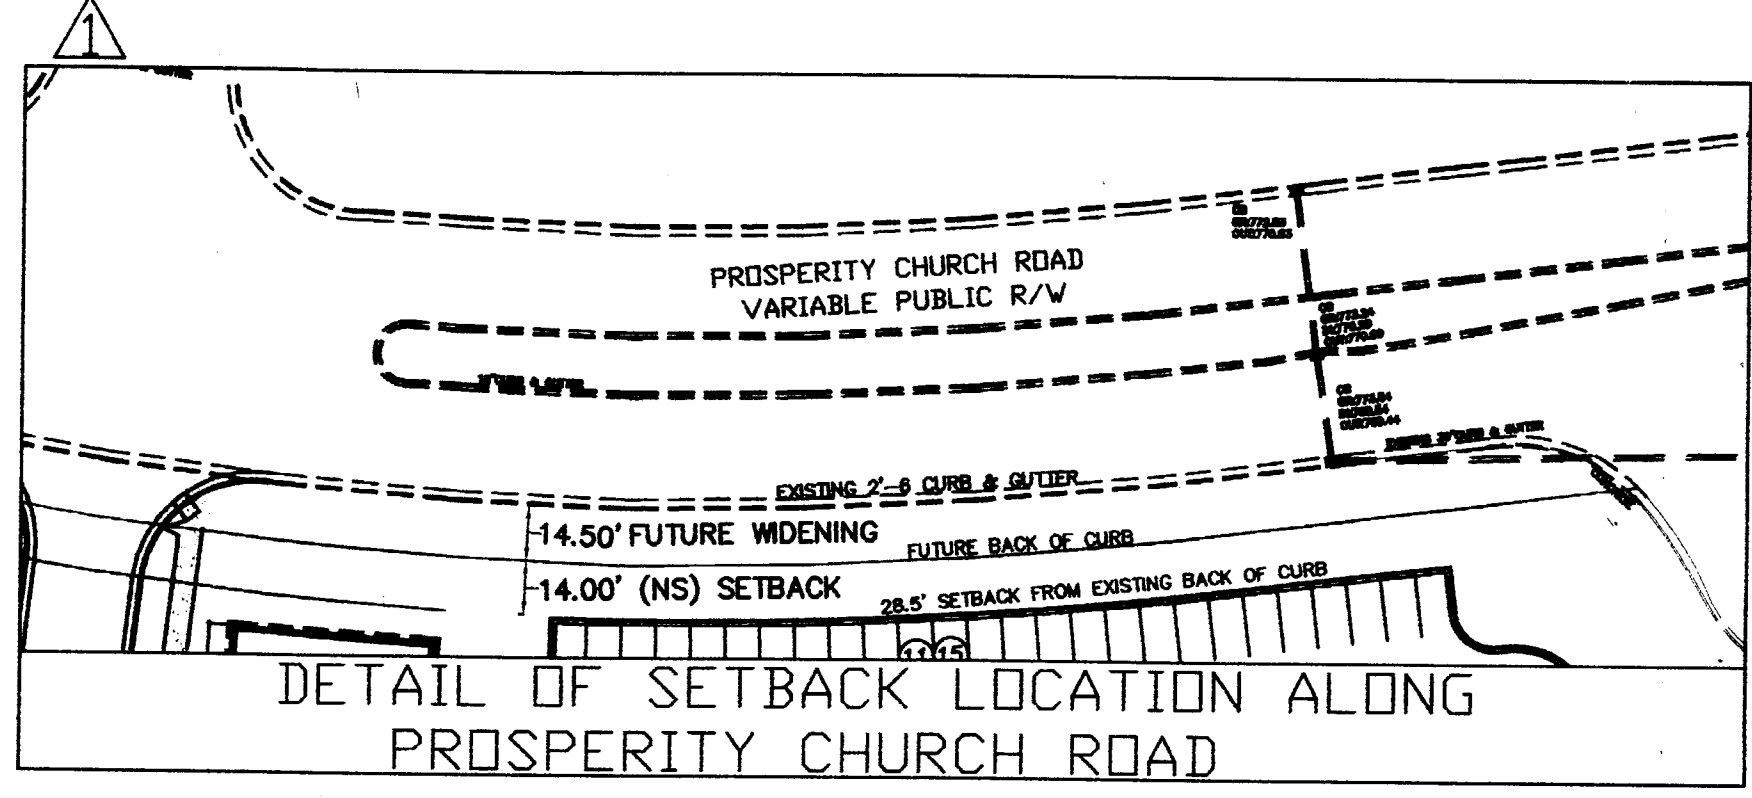 1
PROSPERITY CHURCH ROAD
VARIABLE PUBLIC R/W
EXISTING 2'-6 CURB & GUTTER
14.50' FUTURE WIDENING
FUTURE BACK OF CURB
14.00' (NS) SETBACK
28.5' SETBACK FROM EXISTING BACK OF CURB
11 15
DETAIL OF SETBACK LOCATION ALONG
PROSPERITY CHURCH ROAD